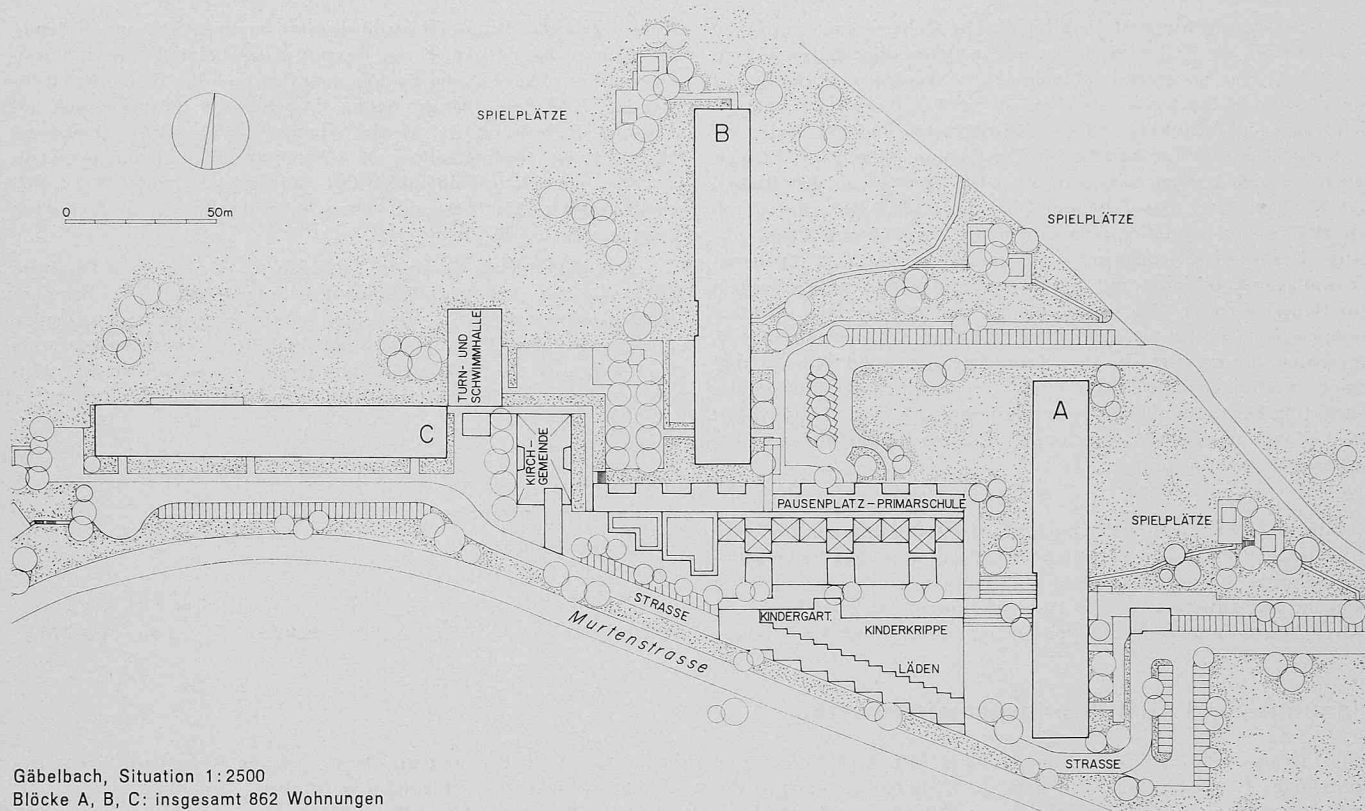 SPIELPLÄTZE
B
0 50m
SPIELPLÄTZE
TURN- UND
SCHWIMMHALLE
A
C
KIRCH-
GEMEINDE
PAUSENPLATZ-PRIMARSCHULE
SPIELPLÄTZE
STRASSE
Murtenstrasse
KINDERGÄRT.
KINDERKRIPPE
LÄDEN
STRASSE
Gäbelbach, Situation 1:2500
Blöcke A, B, C: insgesamt 862 Wohnungen